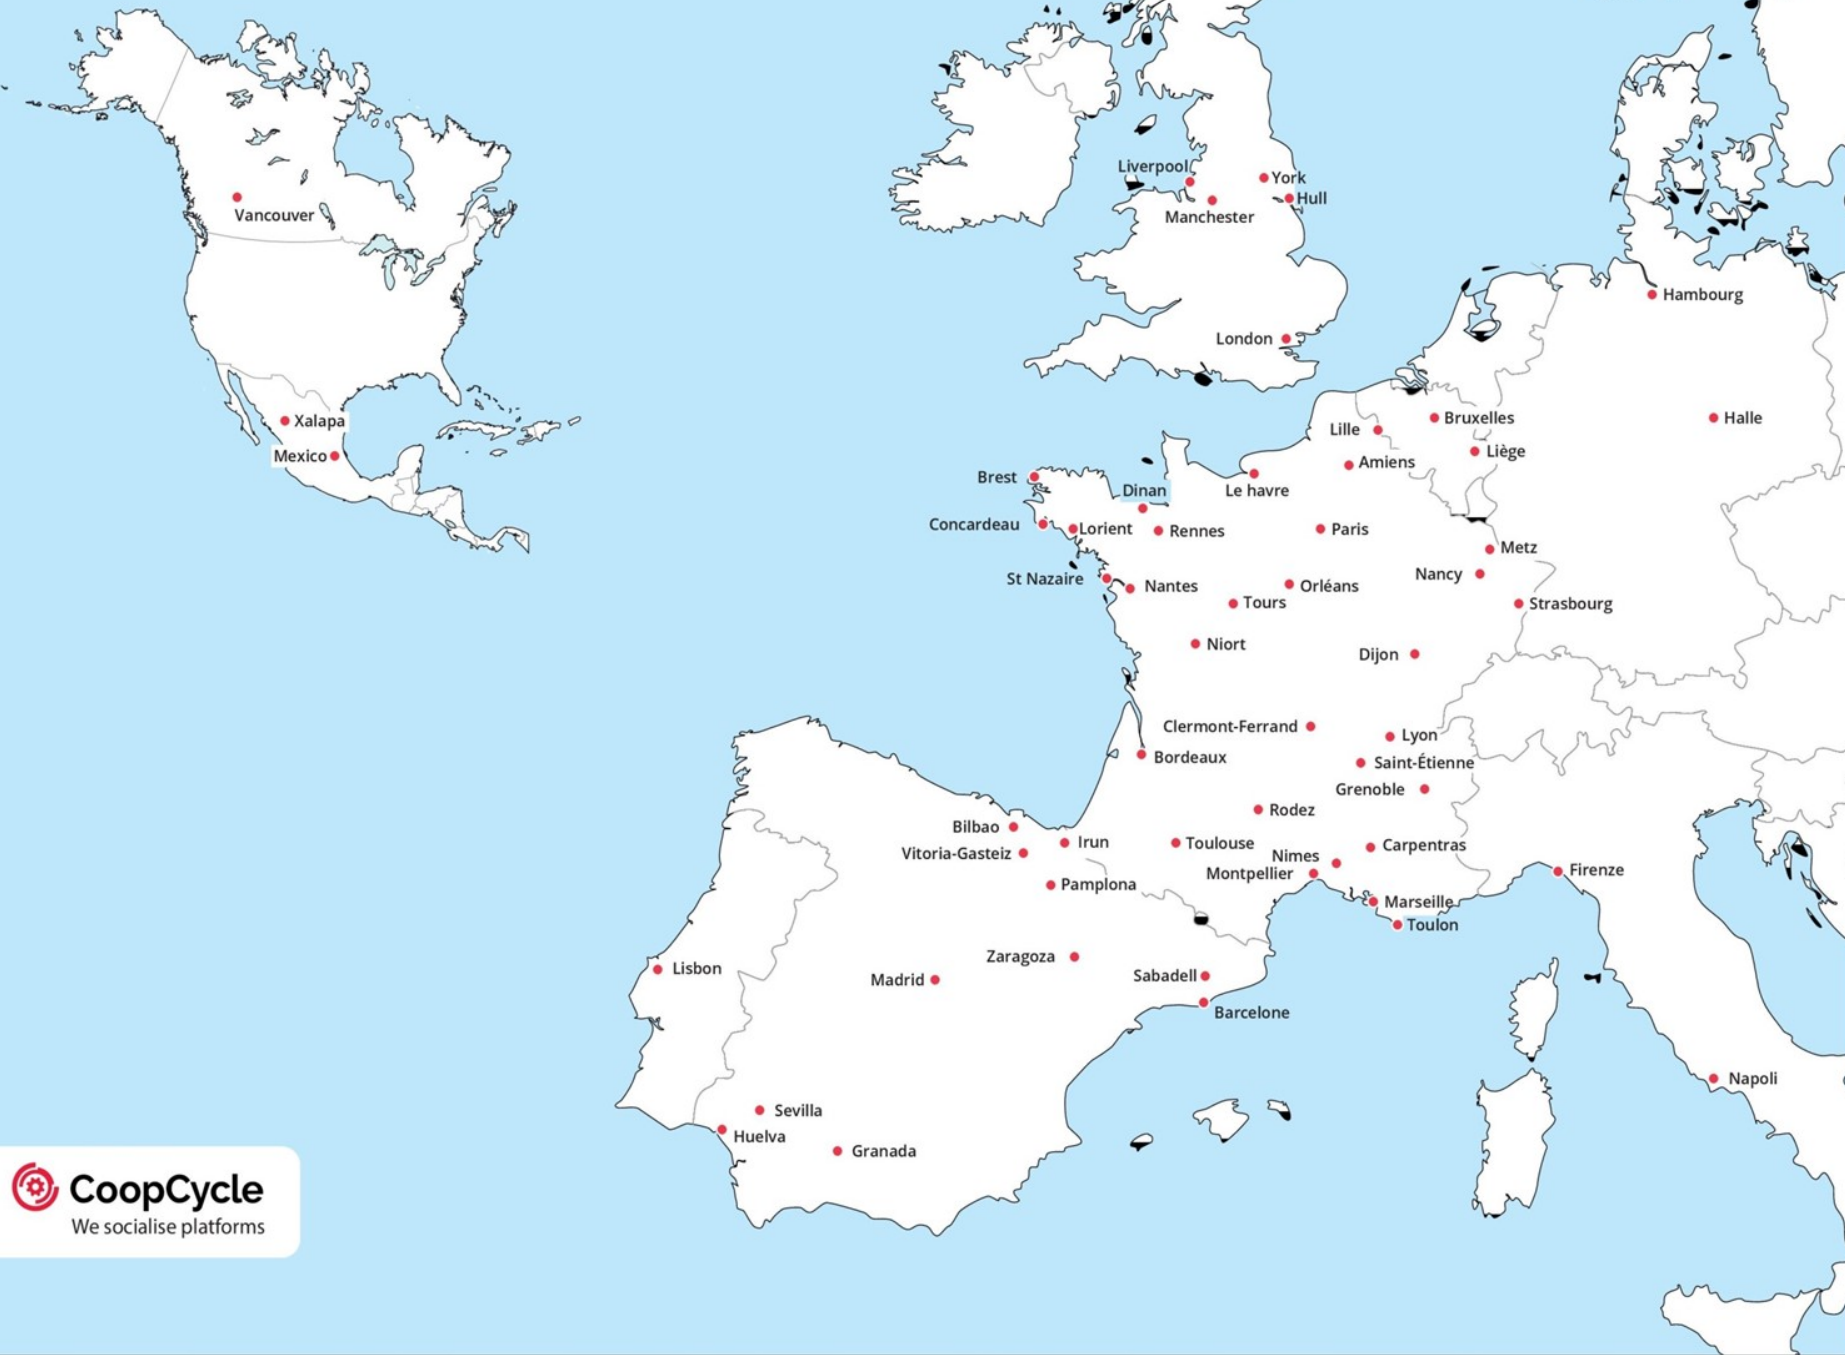 Liverpool
York
Hull
Manchester
Vancouver
Hambourg
London
Xalapa
Mexico
Bruxelles
Halle
Lille
Liège
Amiens
Brest
Dinan
Le havre
Concardeau
Lorient
Rennes
Paris
Metz
Nancy
St Nazaire
Nantes
Orléans
Tours
Strasbourg
Niort
Dijon
Clermont-Ferrand
Lyon
Bordeaux
Saint-Étienne
Grenoble
Rodez
Bilbao
Irun
Toulouse
Carpentras
Vitoria-Gasteiz
Nimes
Montpellier
Firenze
Pamplona
Marseille
Toulon
Zaragoza
Lisbon
Madrid
Sabadell
Barcelone
Napoli
Sevilla
Huelva
Granada
CoopCycle
We socialise platforms